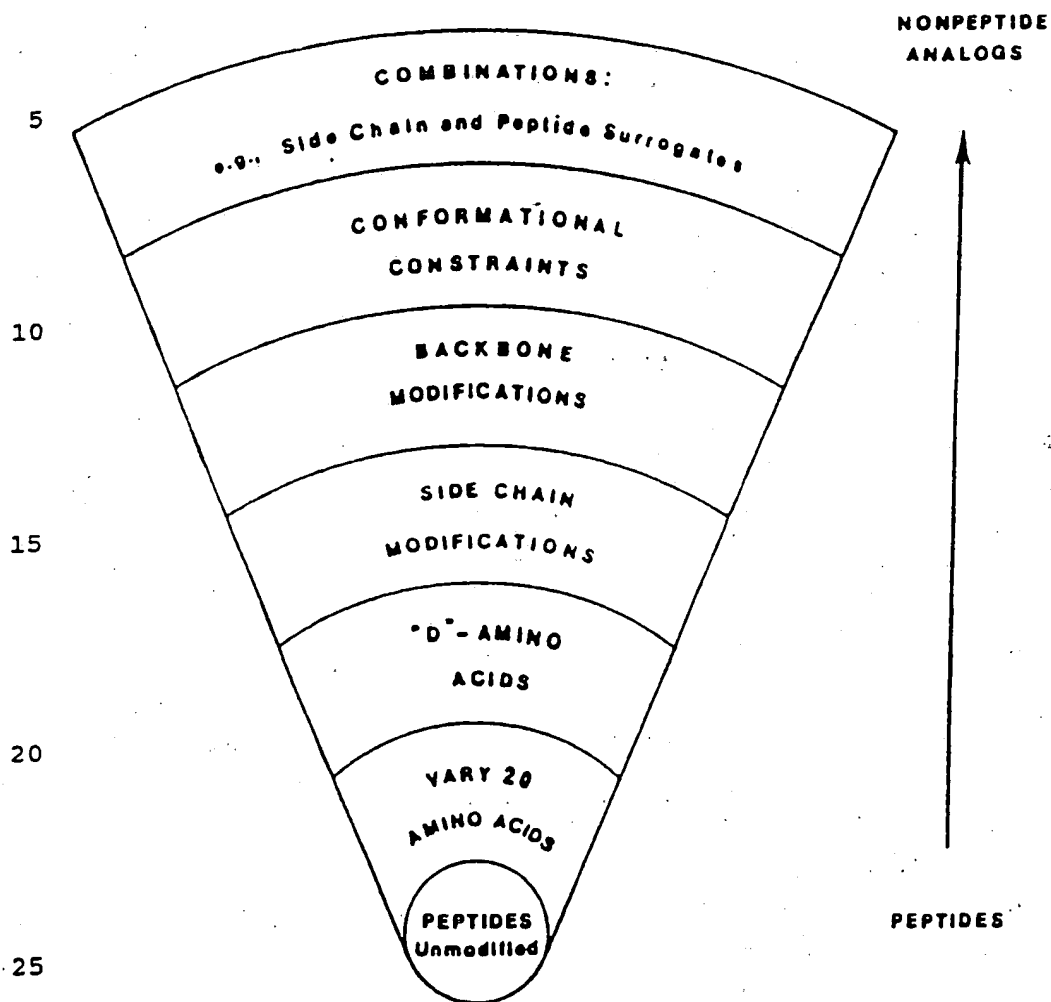 NONPEPTIDE
ANALOGS
COMBINATIONS:
5
e.g., Side Chain and Peptide Surrogates
CONFORMATIONAL
CONSTRAINTS
10
BACKBONE
MODIFICATIONS
SIDE CHAIN
15
MODIFICATIONS
"D"-AMINO
ACIDS
20
VARY 20
AMINO ACIDS
PEPTIDES
PEPTIDES
Unmodified
25